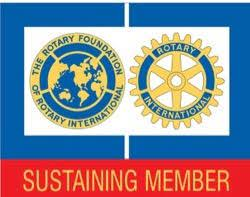 THE ROTARY FOUNDATION
OF ROTARY INTERNATIONAL
ROTARY
INTERNATIONAL
SUSTAINING MEMBER